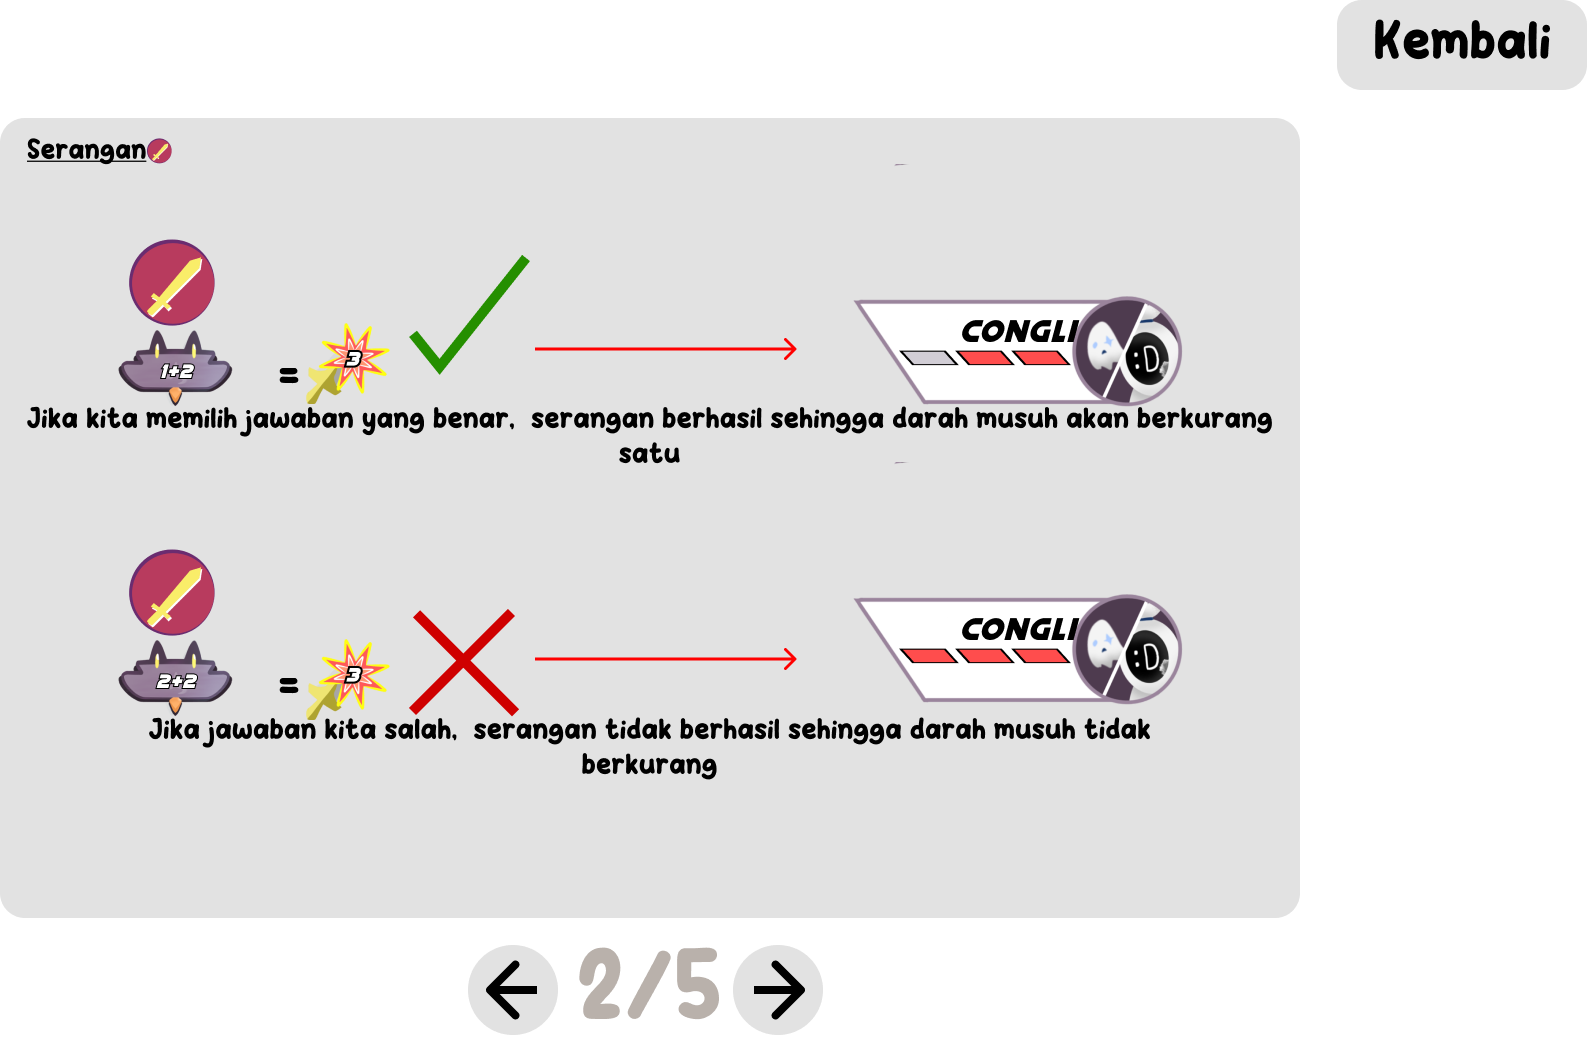 Kembali
Serangan
1+2
=
3
CONGLI
:D
Jika kita memilih jawaban yang benar, serangan berhasil sehingga darah musuh akan berkurang
satu
2+2
=
3
CONGLI
:D
Jika jawaban kita salah, serangan tidak berhasil sehingga darah musuh tidak
berkurang
2/5